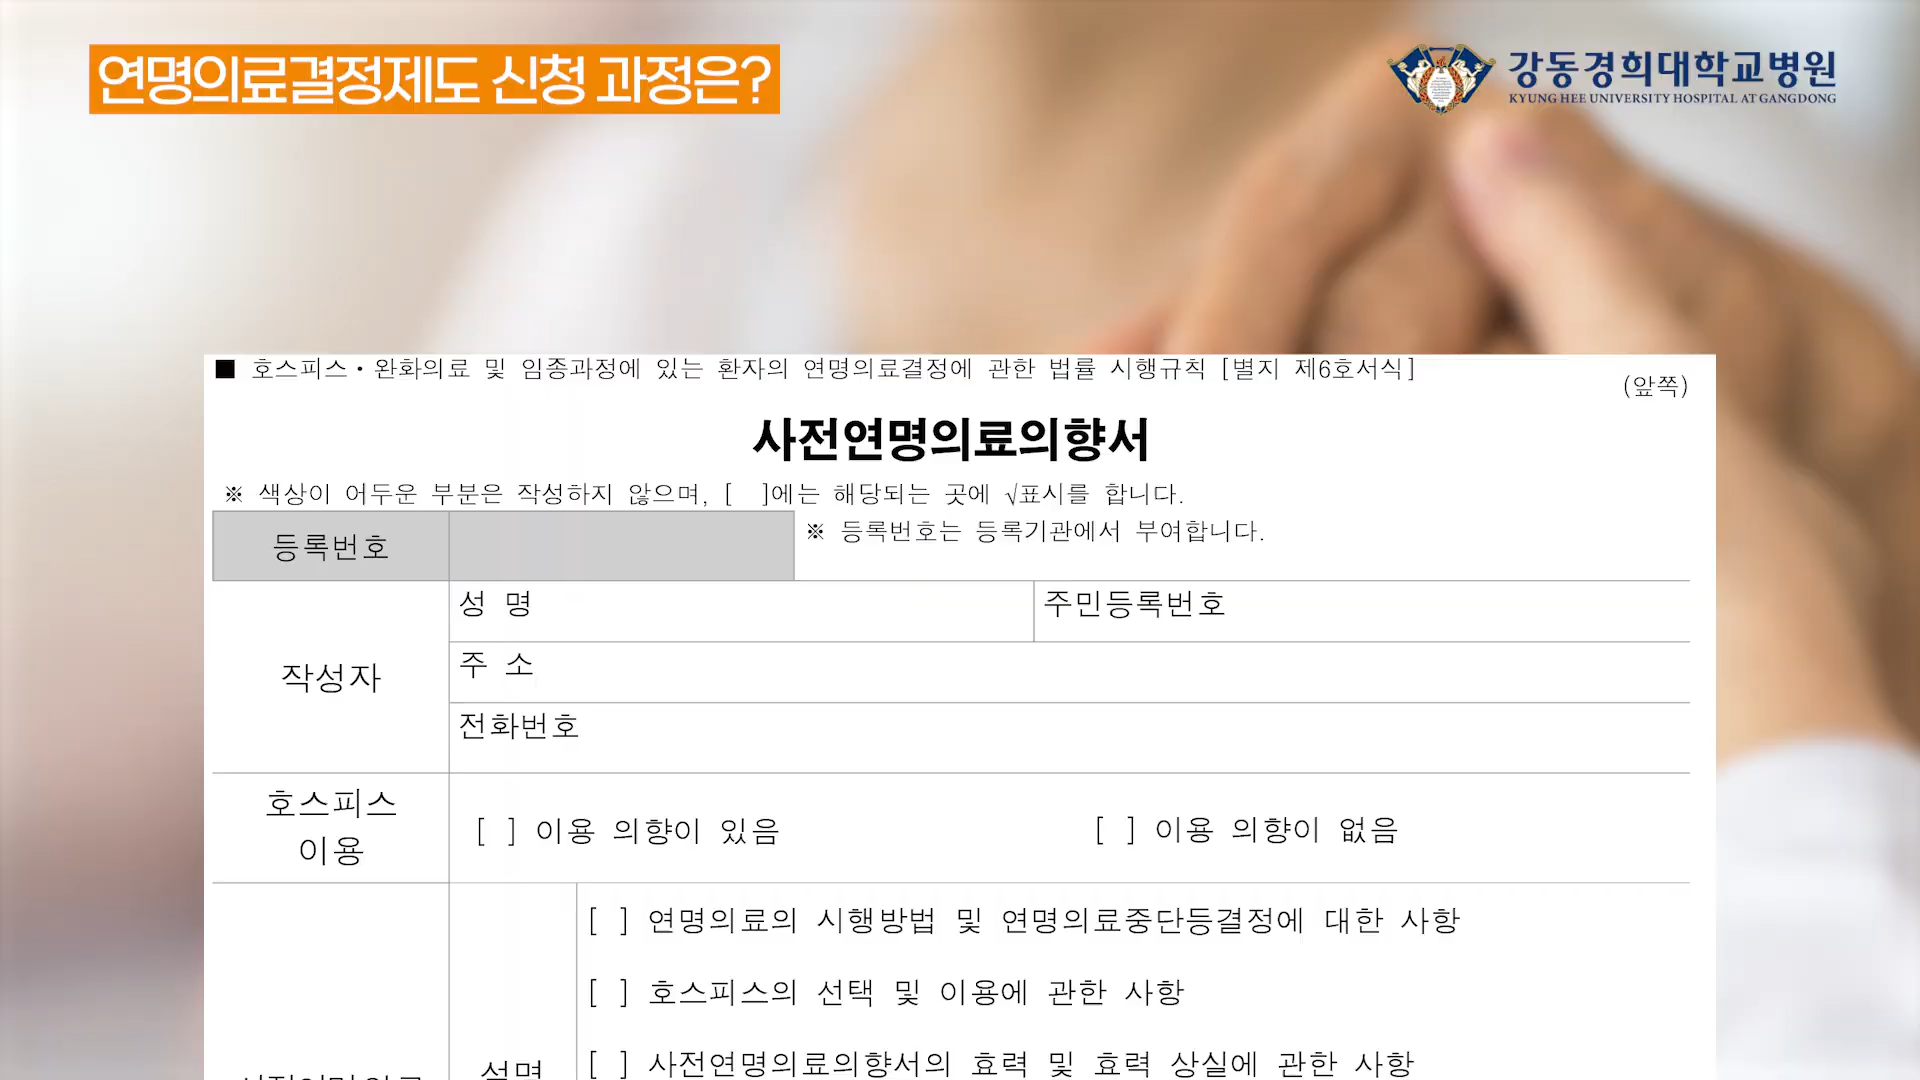 연명의료결정제도 신청 과정은?
강동경희대학교병원
KYUNG HEE UNIVERSITY HOSPITAL AT GANGDONG
■ 호스피스・완화의료 및 임종과정에 있는 환자의 연명의료결정에 관한 법률 시행규칙 [별지 제6호서식]
(앞쪽)
사전연명의료의향서
※ 색상이 어두운 부분은 작성하지 않으며, [ ]에는 해당되는 곳에 √표시를 합니다.
등록번호
※ 등록번호는 등록기관에서 부여합니다.
작성자
성 명
주민등록번호
주 소
전화번호
호스피스
이용
[ ] 이용 의향이 있음
[ ] 이용 의향이 없음
[ ] 연명의료의 시행방법 및 연명의료중단등결정에 대한 사항
[ ] 호스피스의 선택 및 이용에 관한 사항
설명
[ ] 사전연명의료의향서의 효력 및 효력 상실에 관한 사항